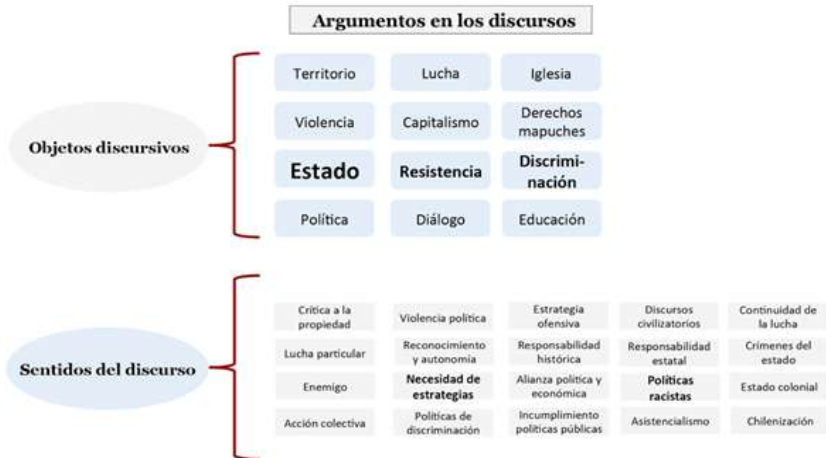 Argumentos en los discursos
Objetos discursivos
Territorio
Lucha
Iglesia
Violencia
Capitalismo
Derechos
mapuches
Estado
Resistencia
Discrimi-
nación
Política
Diálogo
Educación
Sentidos del discurso
Crítica a la
propiedad
Violencia política
Estrategia
ofensiva
Discursos
civilizatorios
Continuidad de
la lucha
Lucha particular
Reconocimiento
y autonomía
Responsabilidad
histórica
Responsabilidad
estatal
Crímenes del
estado
Enemigo
Necesidad de
estrategias
Alianza política y
económica
Políticas
racistas
Estado colonial
Acción colectiva
Políticas de
discriminación
Incumplimiento
políticas públicas
Asistencialismo
Chilenización